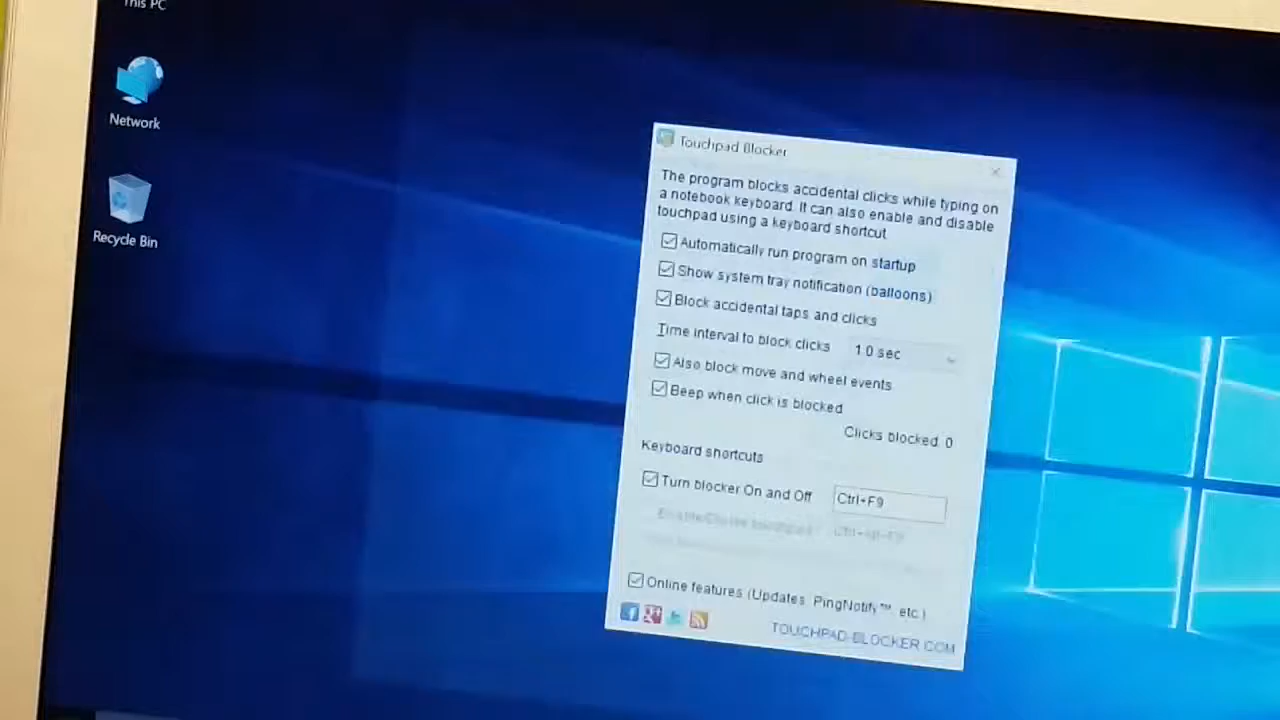 This PC
Network
Recycle Bin
Touchpad Blocker
The program blocks accidental clicks while typing on
a notebook keyboard. It can also enable and disable
touchpad using a keyboard shortcut
Automatically run program on startup
Show system tray notification (balloons)
Block accidental taps and clicks
Time interval to block clicks 1.0 sec
Also block move and wheel events
Beep when click is blocked
Clicks blocked: 0
Keyboard shortcuts
Turn blocker On and Off Ctrl+F9
Enable/Disable touchpad
Online features (Updates, PingNotify™, etc.)
TOUCHPAD-BLOCKER.COM